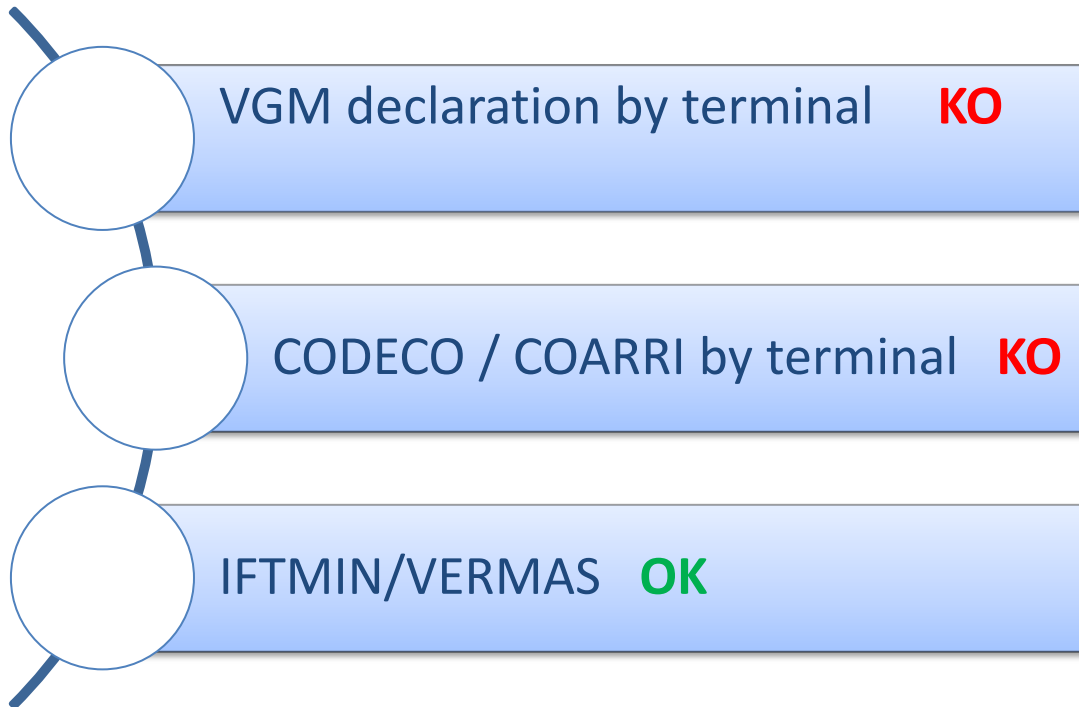 VGM declaration by terminal KO
CODECO / COARRI by terminal KO
IFTMIN/VERMAS OK